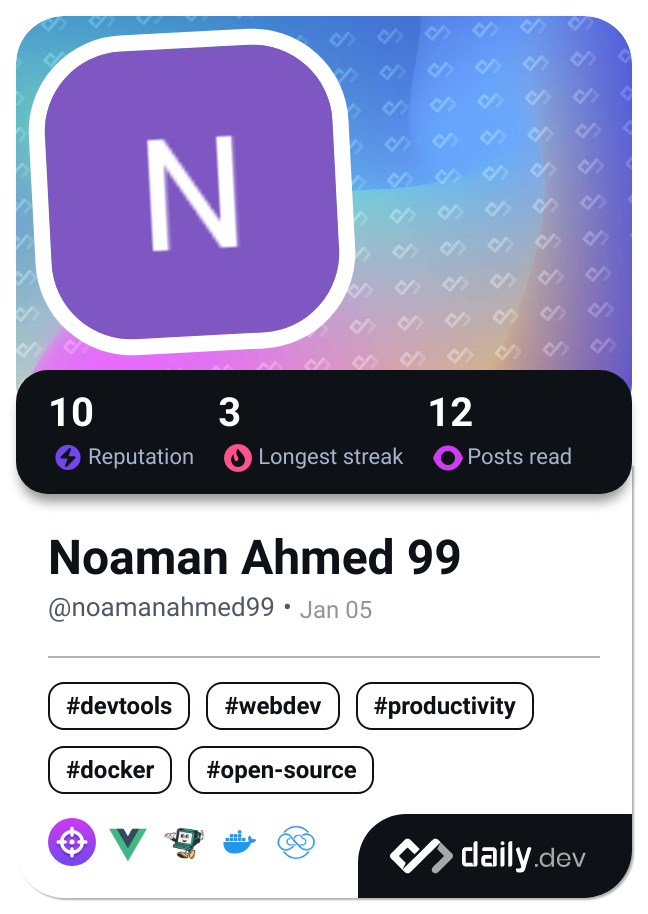 N
10 3 12
Reputation Longest streak Posts read
Noaman Ahmed 99
@noamanahmed99 • Jan 05
#devtools #webdev #productivity
#docker #open-source
daily.dev